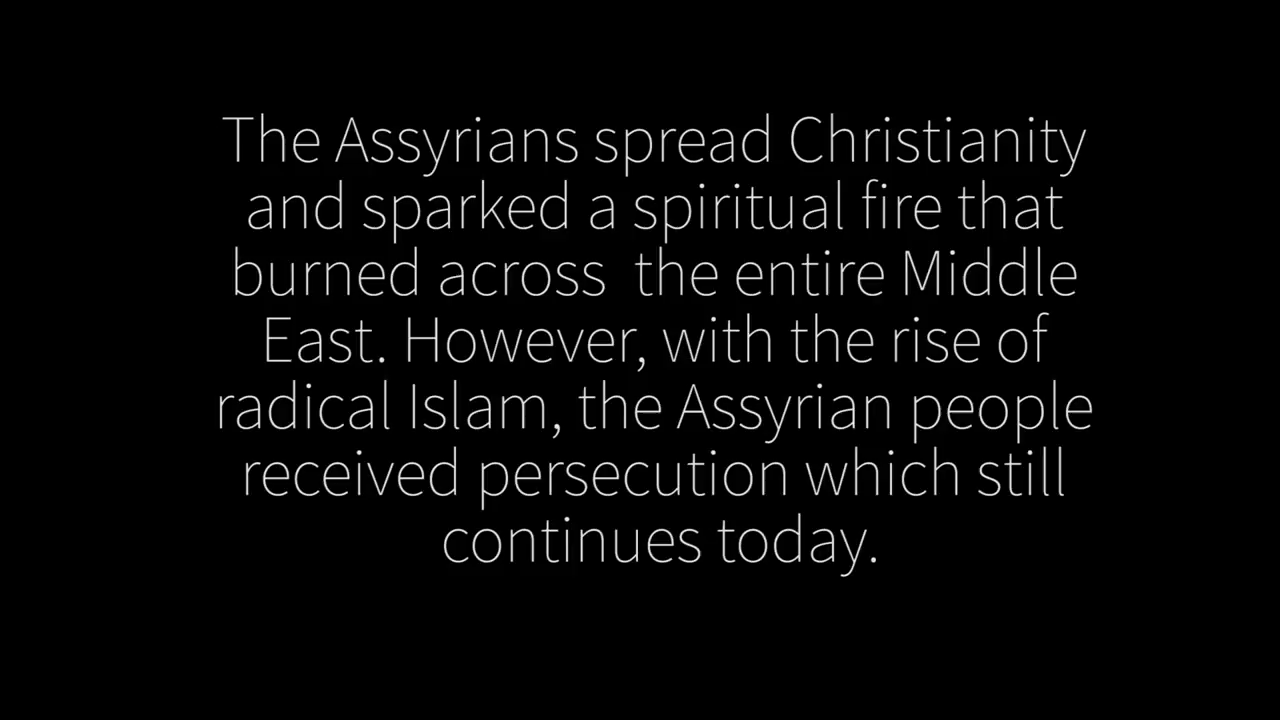 The Assyrians spread Christianity
and sparked a spiritual fire that
burned across  the entire Middle
East. However, with the rise of
radical Islam, the Assyrian people
received persecution which still
continues today.